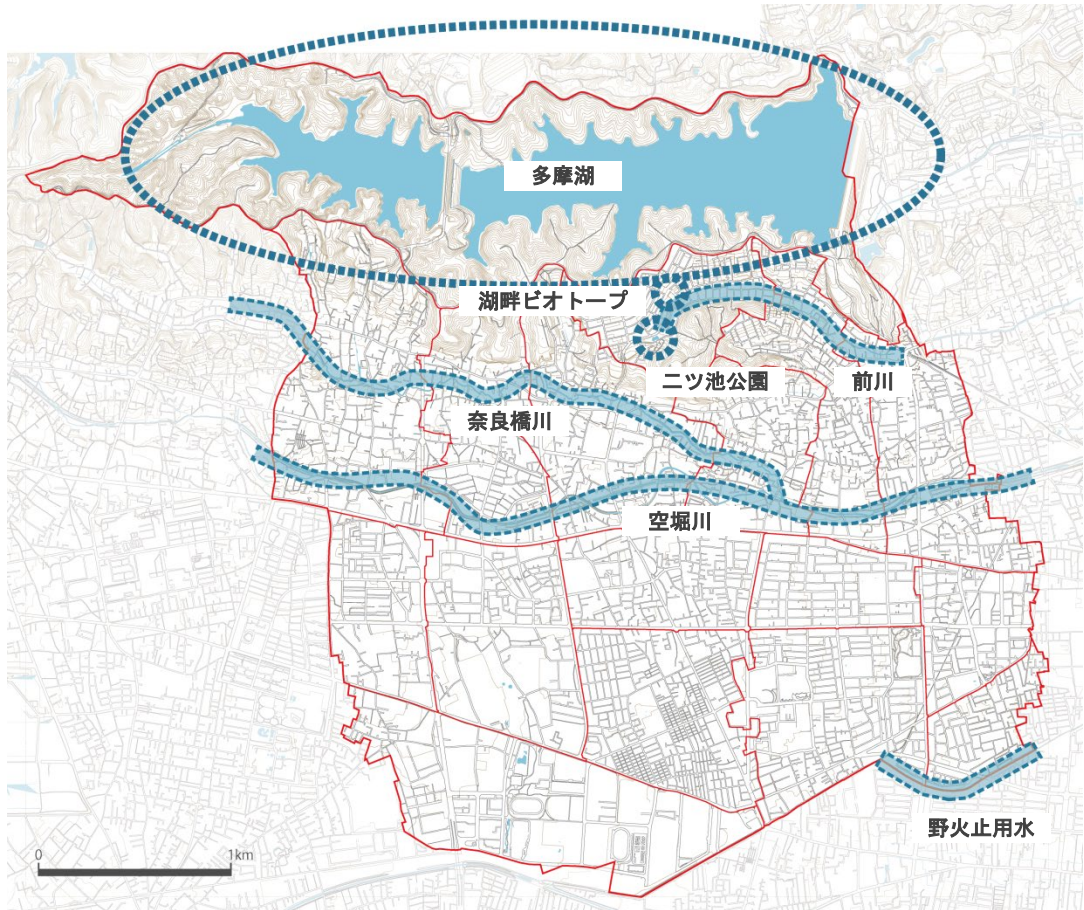 多摩湖
湖畔ビオトープ
二ツ池公園
前川
奈良橋川
空堀川
野火止用水
0
1km